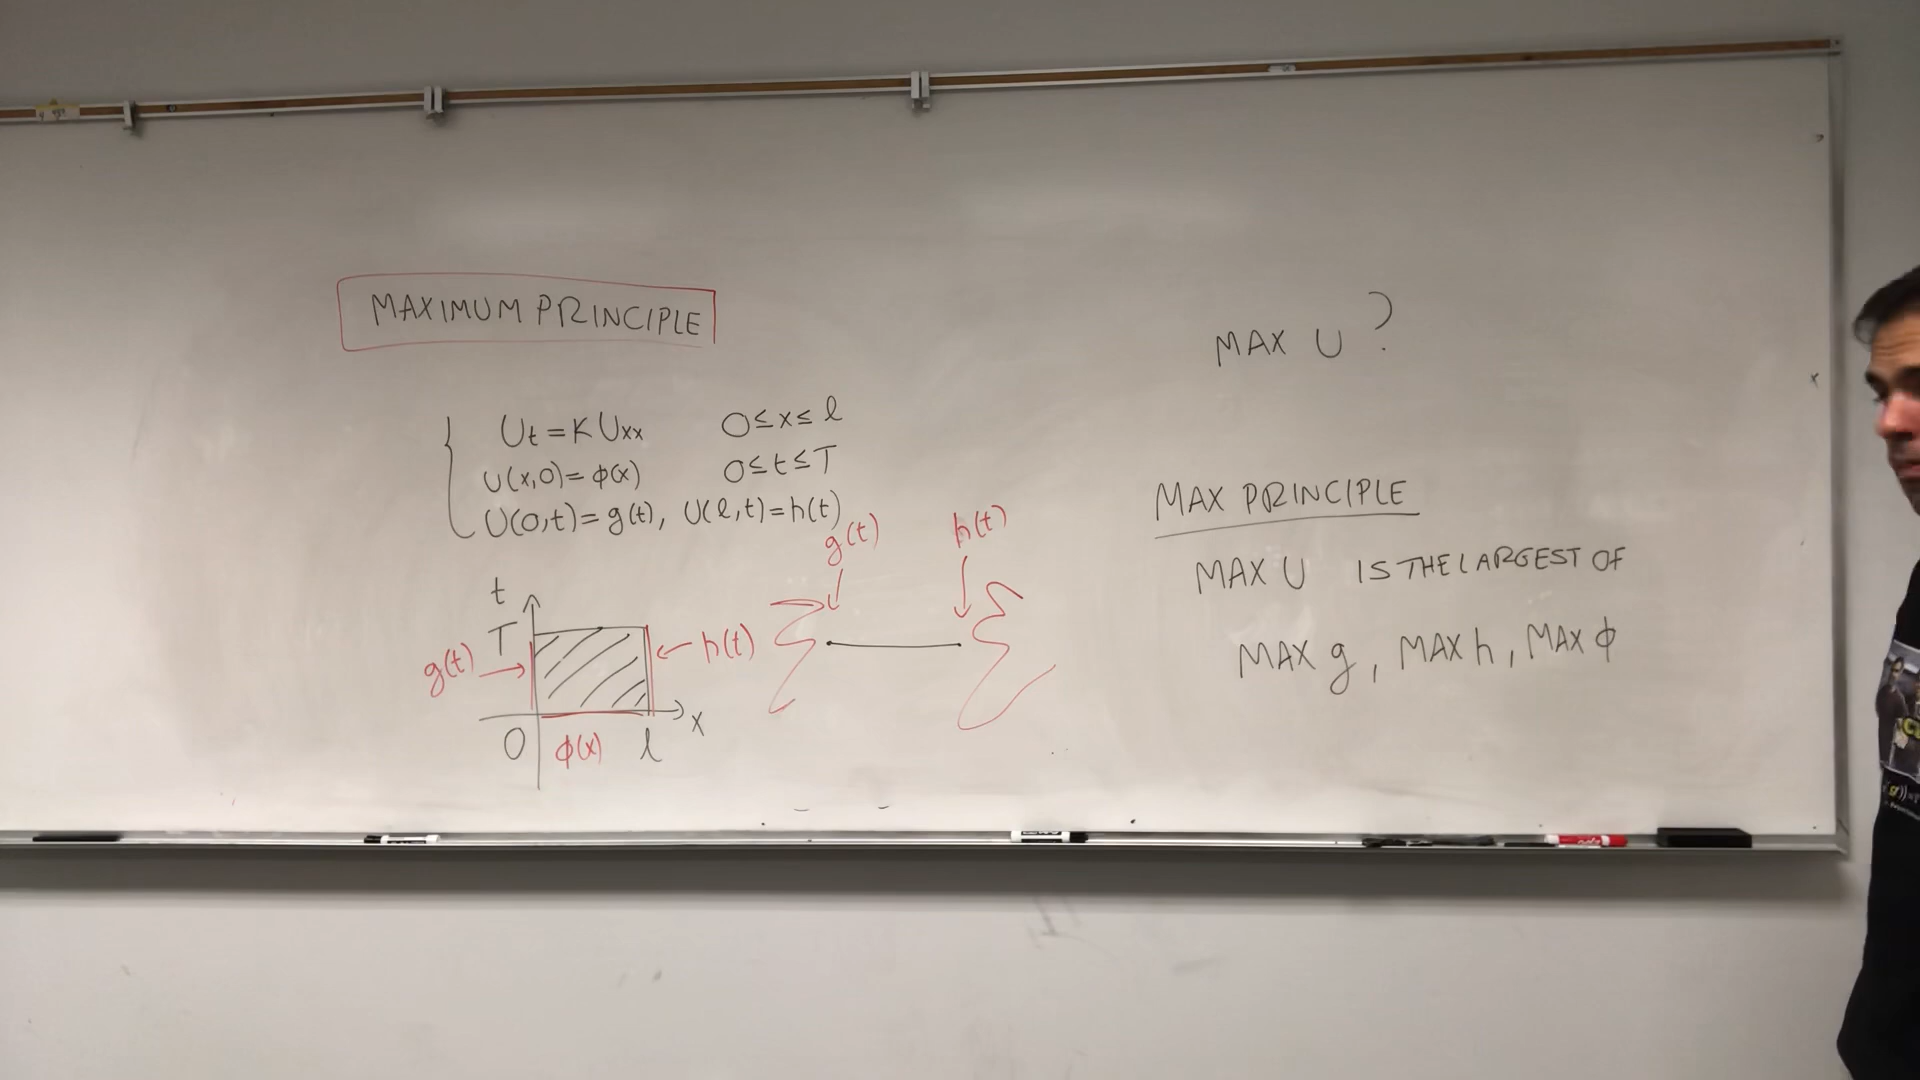 MAXIMUM PRINCIPLE
Ut = K Uxx 0 ≤ x ≤ l
U(x,0) = ϕ(x) 0 ≤ t ≤ T
U(0,t) = g(t), U(l,t) = h(t)
g(t) h(t)
t
T
g(t) h(t)
x
0 ϕ(x) l
MAX U ?
MAX PRINCIPLE
MAX U IS THE LARGEST OF
MAX g, MAX h, MAX ϕ